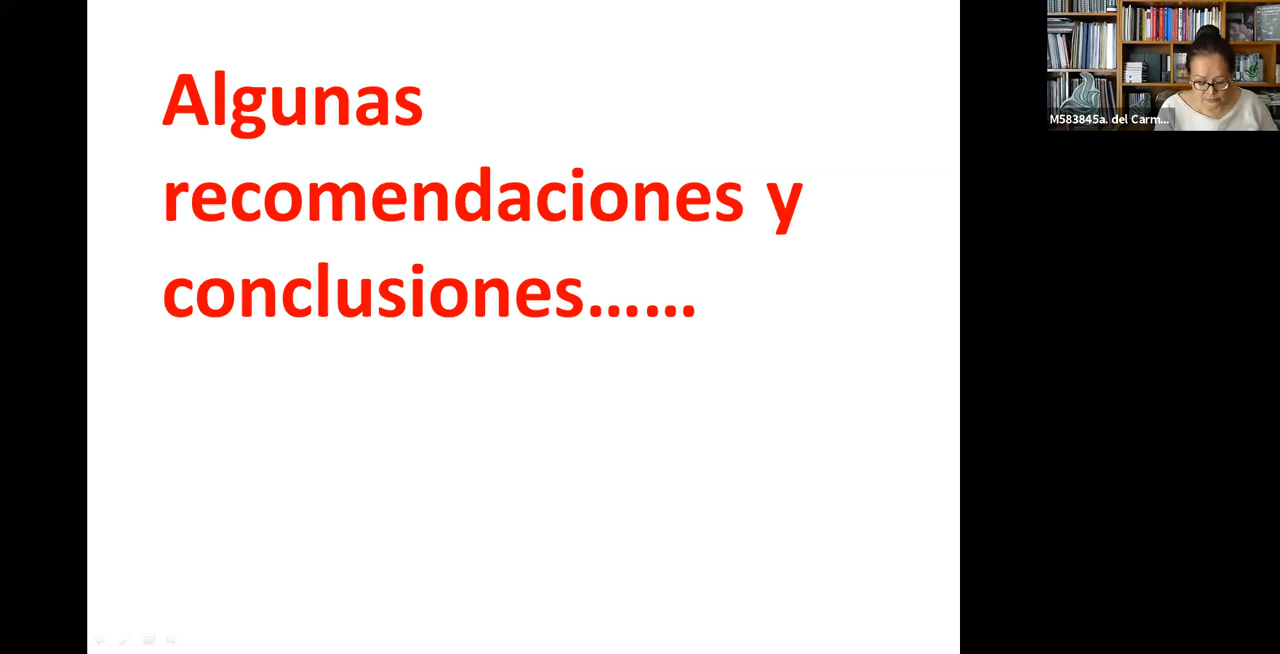 Algunas
recomendaciones y
conclusiones……
M583845a. del Carm...